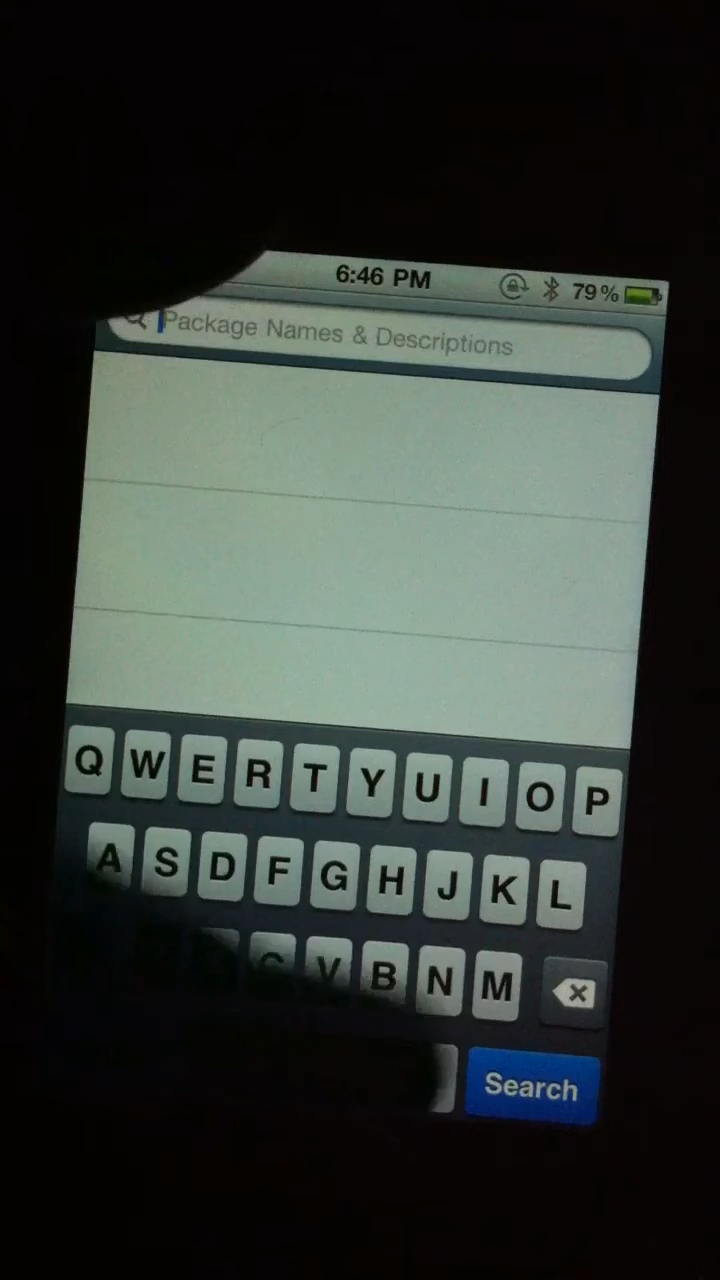 6:46 PM 79%
Package Names & Descriptions
Q W E R T Y U I O P
A S D F G H J K L
C V B N M
Search